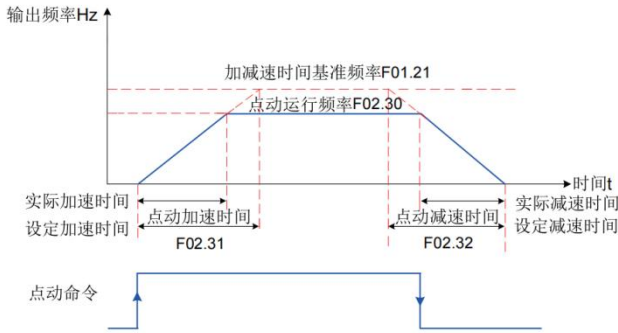 输出频率Hz
加减速时间基准频率F01.21
点动运行频率F02.30
时间t
实际加速时间
实际减速时间
点动加速时间
点动减速时间
设定加速时间
设定减速时间
F02.31
F02.32
点动命令